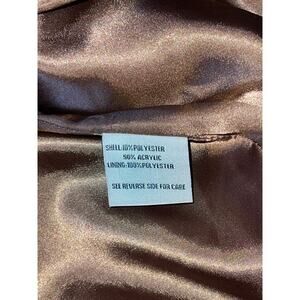 SHELL:10%POLYESTER
90% ACRYLIC
LINING:100%POLYESTER
SEE REVERSE SIDE FOR CARE